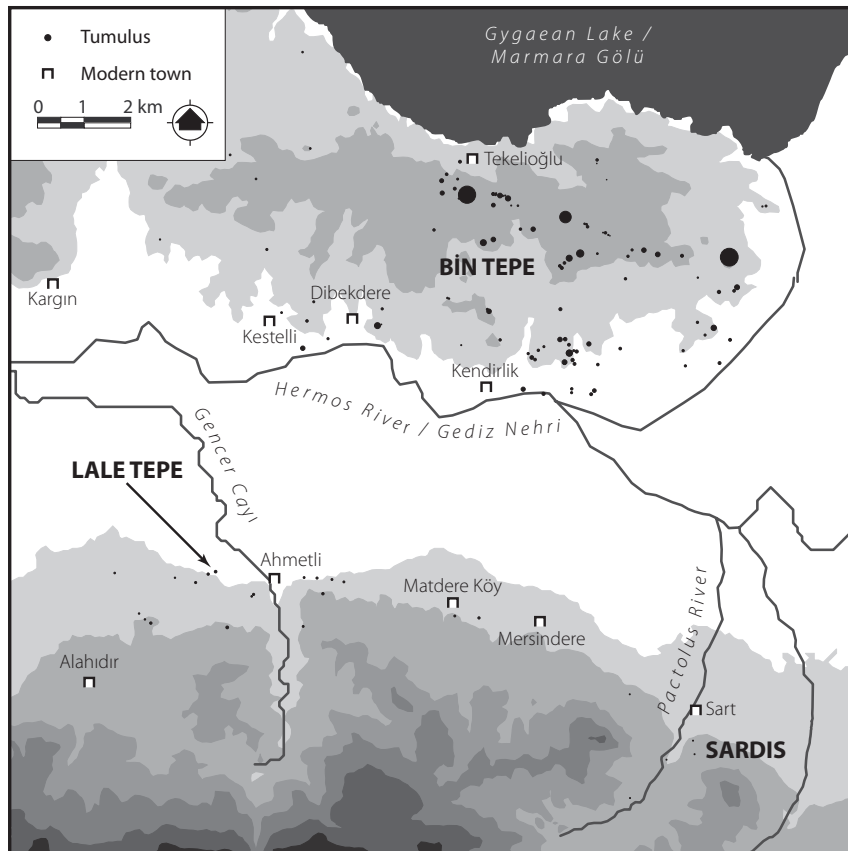 Gygaean Lake /
Marmara Gölü
Tumulus
Modern town
0 1 2 km
Tekelioğlu
BİN TEPE
Kargın
Dibekdere
Kestelli
Kendirlik
Hermos River / Gediz Nehri
Gencer Cayı
LALE TEPE
Ahmetli
Matdere Köy
Mersindere
Alahıdır
Pactolus River
Sart
SARDIS